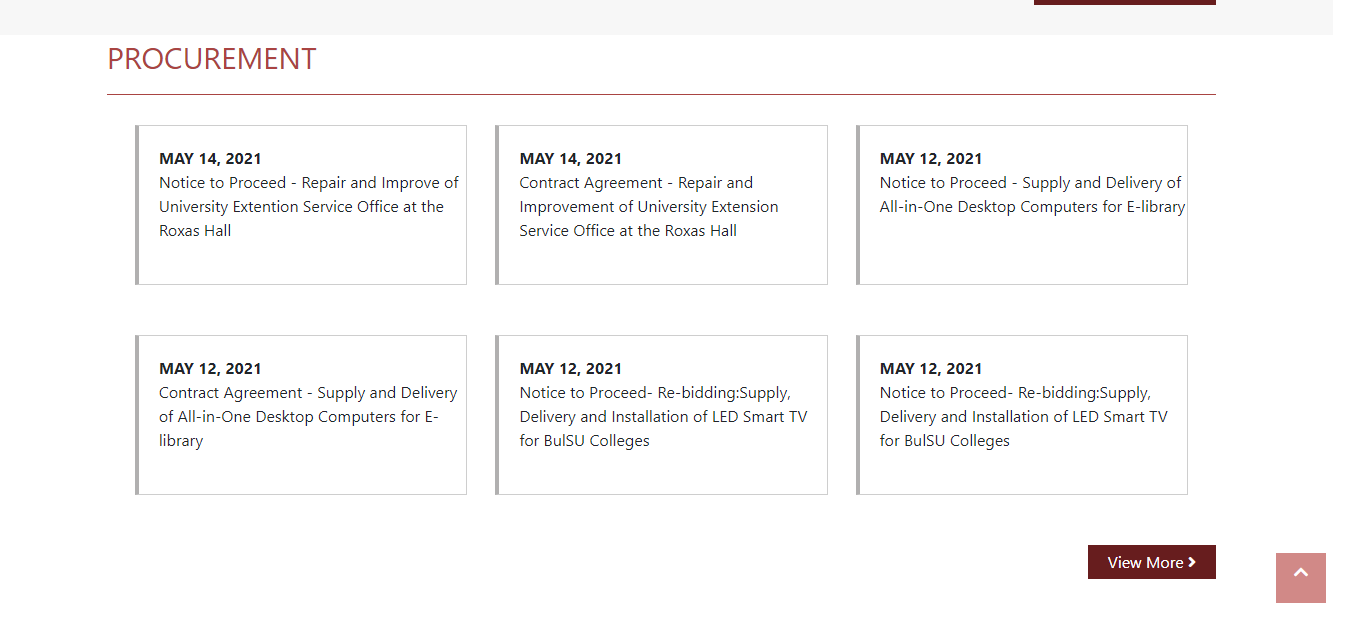 PROCUREMENT
MAY 14, 2021
Notice to Proceed - Repair and Improve of
University Extention Service Office at the
Roxas Hall
MAY 14, 2021
Contract Agreement - Repair and
Improvement of University Extension
Service Office at the Roxas Hall
MAY 12, 2021
Notice to Proceed - Supply and Delivery of
All-in-One Desktop Computers for E-library
MAY 12, 2021
Contract Agreement - Supply and Delivery
of All-in-One Desktop Computers for E-
library
MAY 12, 2021
Notice to Proceed- Re-bidding:Supply,
Delivery and Installation of LED Smart TV
for BulSU Colleges
MAY 12, 2021
Notice to Proceed- Re-bidding:Supply,
Delivery and Installation of LED Smart TV
for BulSU Colleges
View More